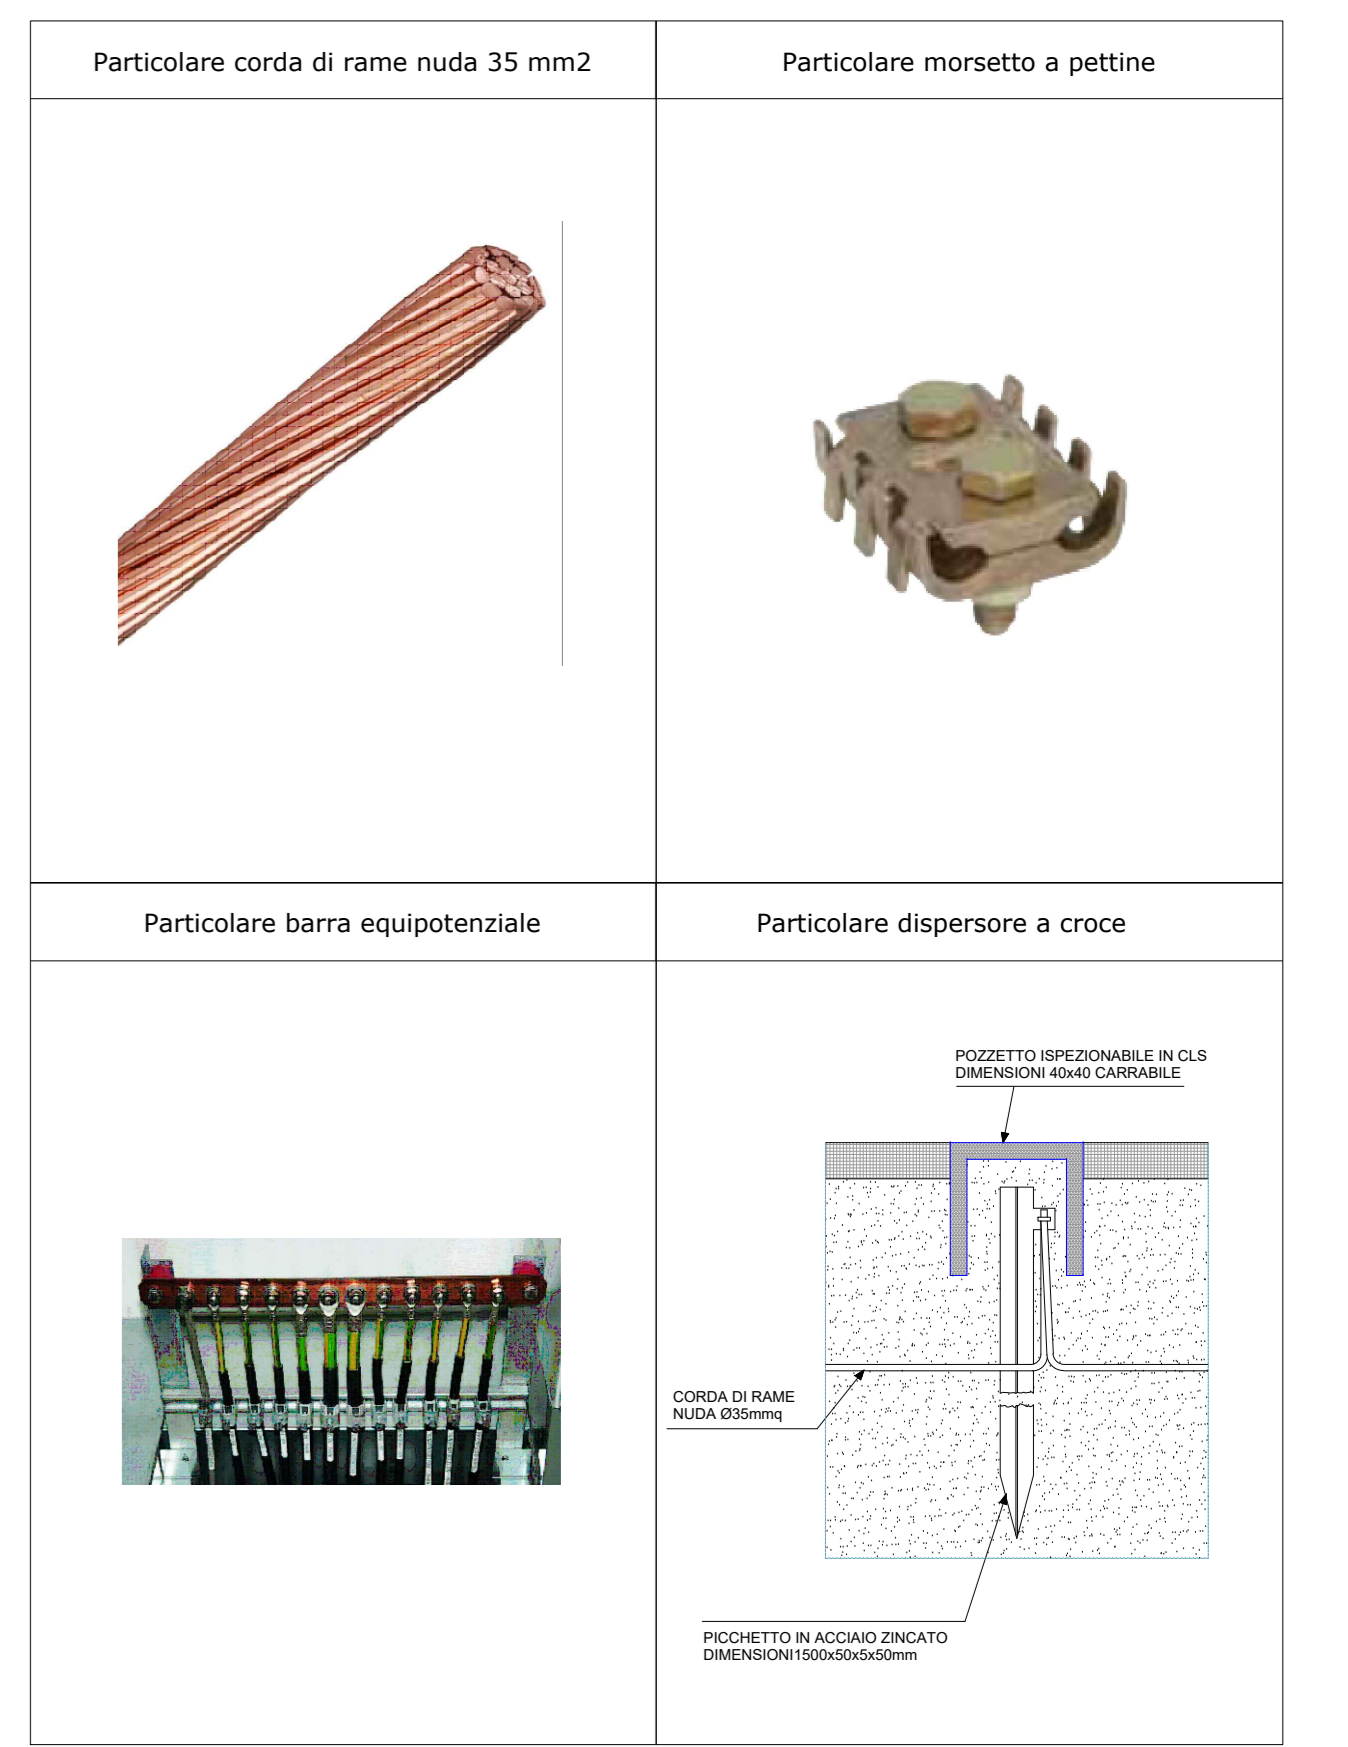 Particolare corda di rame nuda 35 mm2
Particolare morsetto a pettine
Particolare barra equipotenziale
Particolare dispersore a croce
POZZETTO ISPEZIONABILE IN CLS
DIMENSIONI 40x40 CARRABILE
CORDA DI RAME
NUDA Ø35mmq
PICCHETTO IN ACCIAIO ZINCATO
DIMENSIONI1500x50x5x50mm